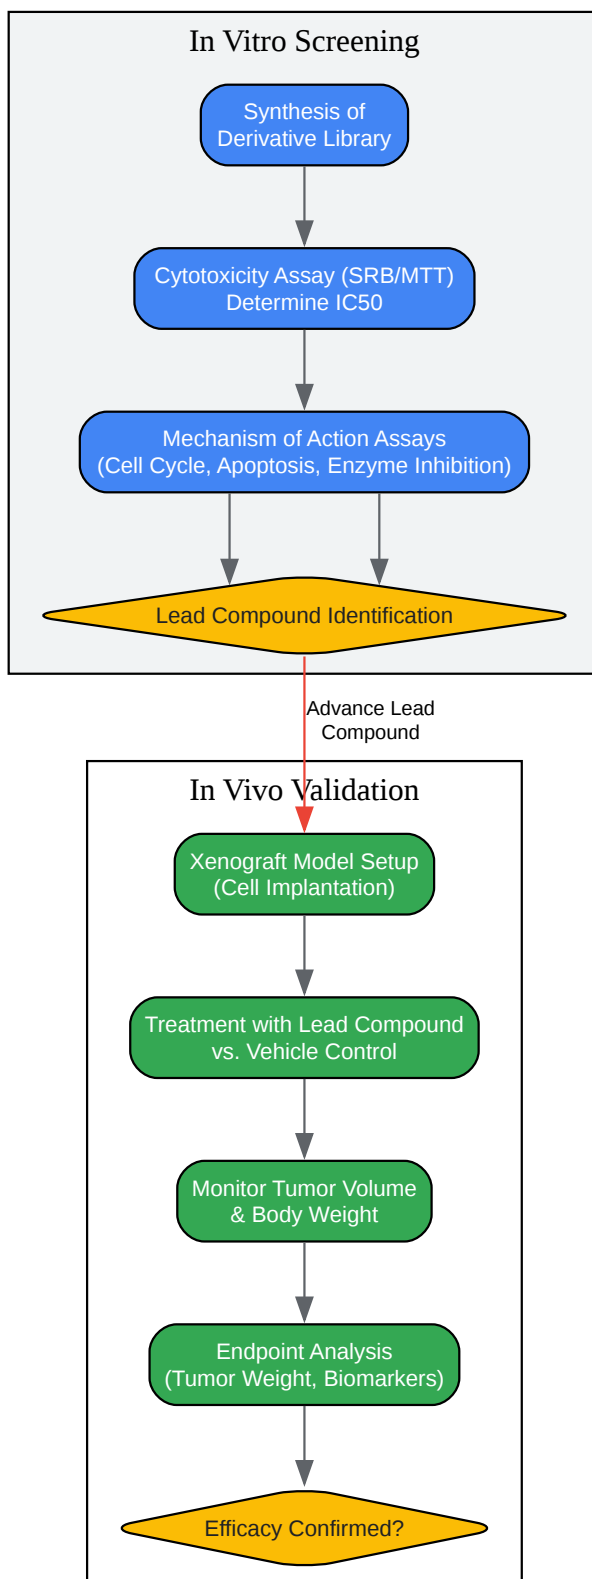 In Vitro Screening
Synthesis of
Derivative Library
Cytotoxicity Assay (SRB/MTT)
Determine IC50
Mechanism of Action Assays
(Cell Cycle, Apoptosis, Enzyme Inhibition)
Lead Compound Identification
Advance Lead
Compound
In Vivo Validation
Xenograft Model Setup
(Cell Implantation)
Treatment with Lead Compound
vs. Vehicle Control
Monitor Tumor Volume
& Body Weight
Endpoint Analysis
(Tumor Weight, Biomarkers)
Efficacy Confirmed?